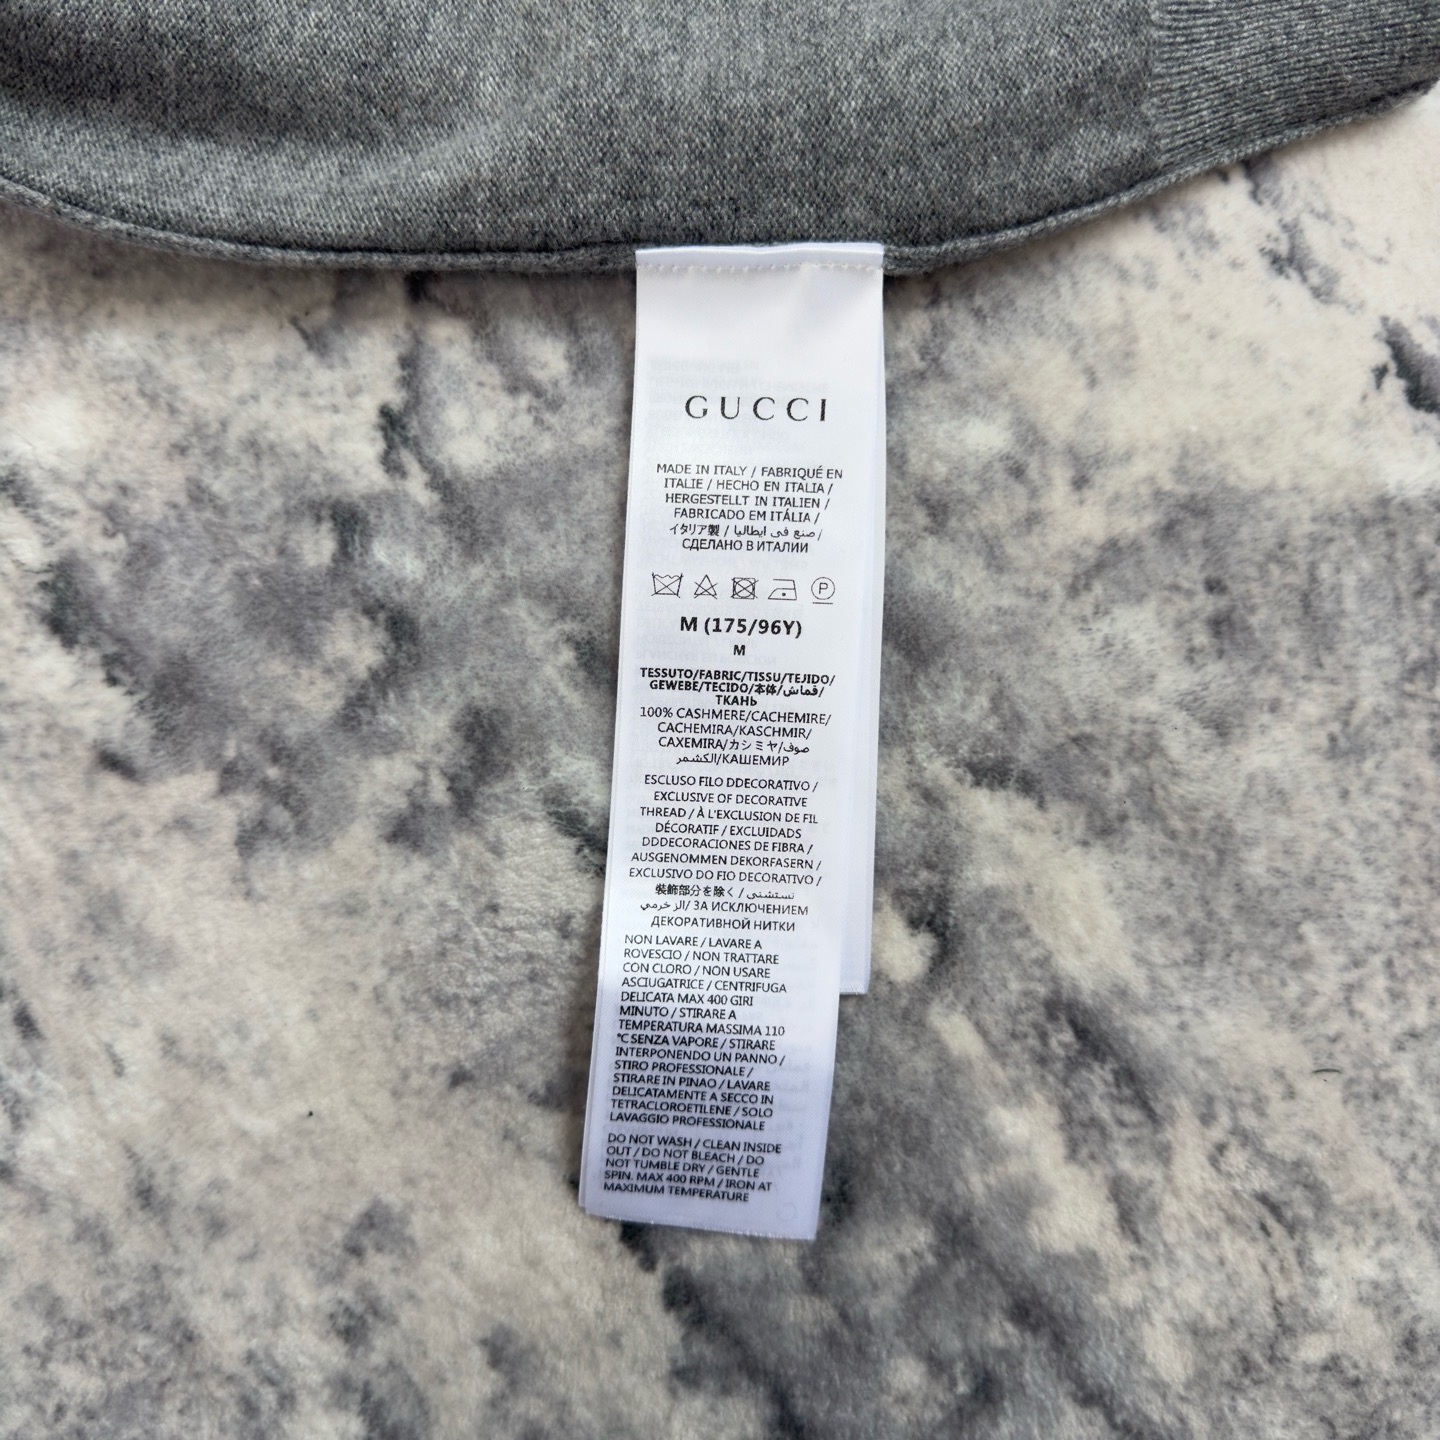 GUCCI
MADE IN ITALY / FABRIQUÉ EN
ITALIE / HECHO EN ITALIA /
HERGESTELLT IN ITALIEN /
FABRICADO EM ITÁLIA /
イタリア製 / صنع في ايطاليا /
СДЕЛАНО В ИТАЛИИ
P
M (175/96Y)
M
TESSUTO/FABRIC/TISSU/TEJIDO/
GEWEBE/TECIDO/本体/قماش/
ТКАНЬ
100% CASHMERE/CACHEMIRE/
CACHEMIRA/KASCHMIR/
CAXEMIRA/カシミヤ/صوف
الكشمر/КАШЕМИР
ESCLUSO FILO DDECORATIVO /
EXCLUSIVE OF DECORATIVE
THREAD / À L'EXCLUSION DE FIL
DÉCORATIF / EXCLUIDADS
DDDECORACIONES DE FIBRA /
AUSGENOMMEN DEKORFASERN /
EXCLUSIVO DO FIO DECORATIVO /
装飾部分を除く / نستثنى
الز خرمي / ЗА ИСКЛЮЧЕНИЕМ
ДЕКОРАТИВНОЙ НИТКИ
NON LAVARE / LAVARE A
ROVESCIO / NON TRATTARE
CON CLORO / NON USARE
ASCIUGATRICE / CENTRIFUGA
DELICATA MAX 400 GIRI
MINUTO / STIRARE A
TEMPERATURA MASSIMA 110
°C SENZA VAPORE / STIRARE
INTERPONENDO UN PANNO /
STIRO PROFESSIONALE /
STIRARE IN PINAO / LAVARE
DELICATAMENTE A SECCO IN
TETRACLOROETILENE / SOLO
LAVAGGIO PROFESSIONALE
DO NOT WASH / CLEAN INSIDE
OUT / DO NOT BLEACH / DO
NOT TUMBLE DRY / GENTLE
SPIN. MAX 400 RPM / IRON AT
MAXIMUM TEMPERATURE